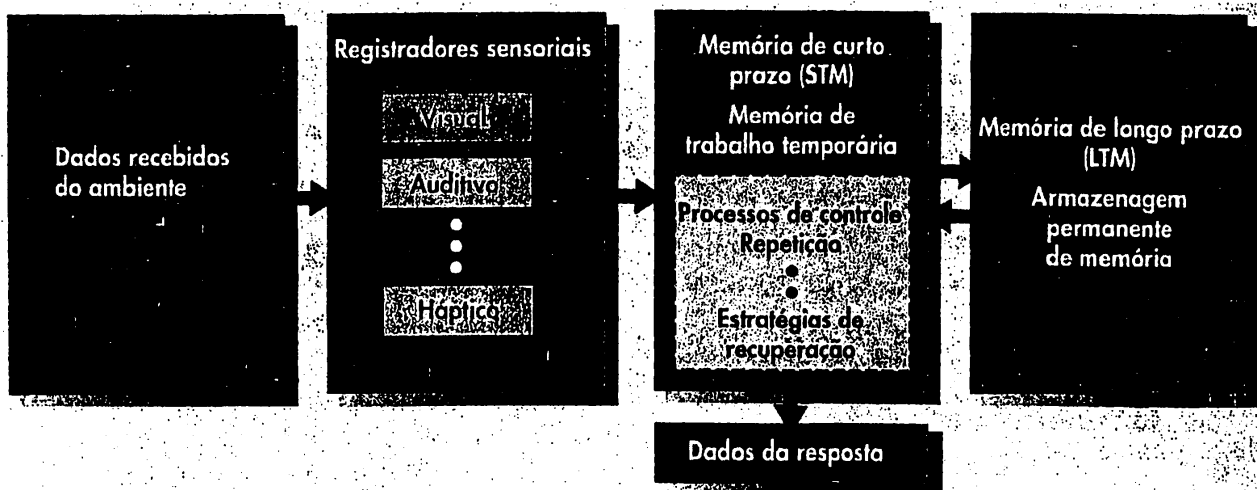 Dados recebidos
do ambiente
Registradores sensoriais
Visual
Auditivo
Háptico
Memória de curto
prazo (STM)
Memória de
trabalho temporária
Processos de controle
Repetição
Estratégias de
recuperação
Memória de longo prazo
(LTM)
Armazenagem
permanente
de memória
Dados da resposta